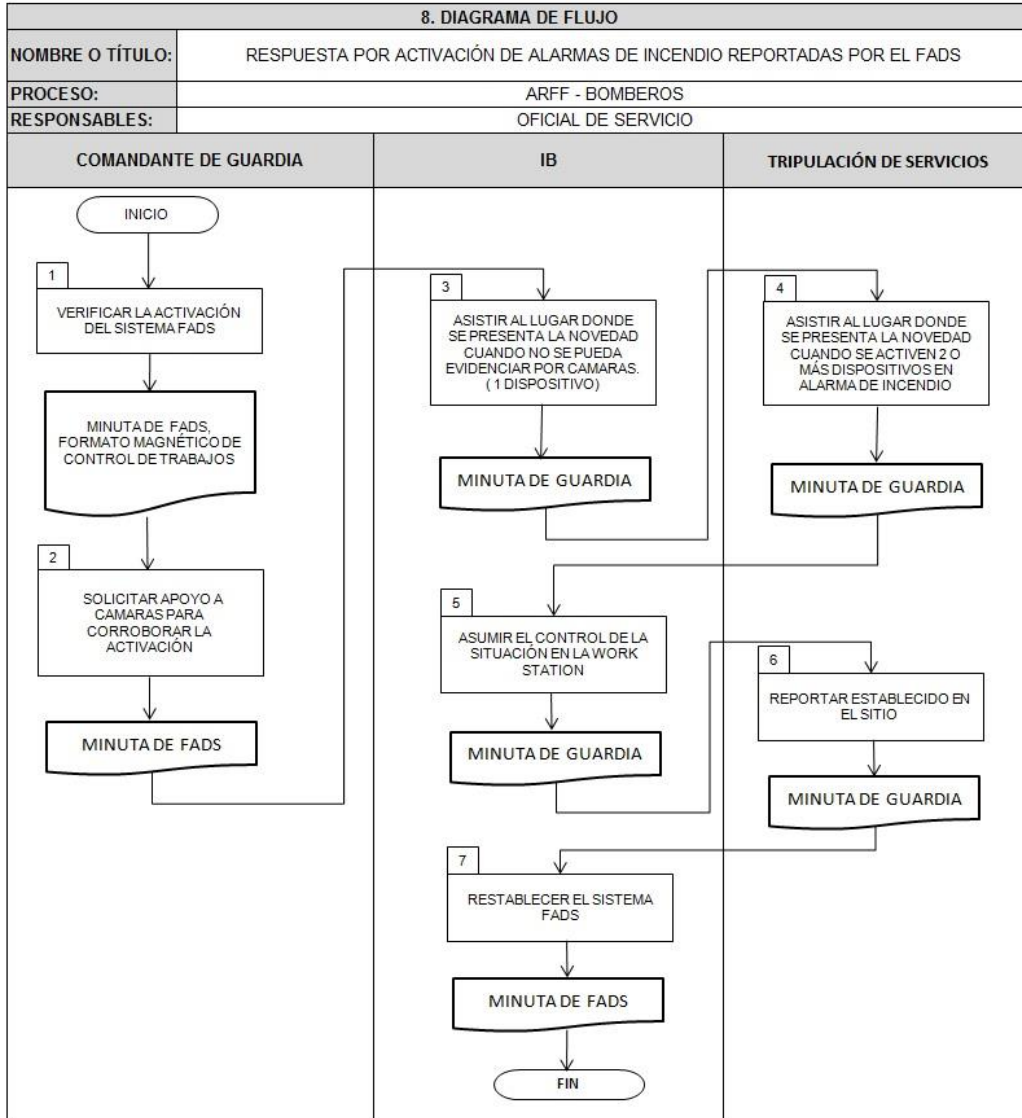 8. DIAGRAMA DE FLUJO
NOMBRE O TÍTULO:
RESPUESTA POR ACTIVACIÓN DE ALARMAS DE INCENDIO REPORTADAS POR EL FADS
PROCESO:
ARFF - BOMBEROS
RESPONSABLES:
OFICIAL DE SERVICIO
COMANDANTE DE GUARDIA
IB
TRIPULACIÓN DE SERVICIOS
INICIO
1
VERIFICAR LA ACTIVACIÓN
DEL SISTEMA FADS
MINUTA DE FADS,
FORMATO MAGNÉTICO DE
CONTROL DE TRABAJOS
2
SOLICITAR APOYO A
CAMARAS PARA
CORROBORAR LA
ACTIVACIÓN
MINUTA DE FADS
3
ASISTIR AL LUGAR DONDE
SE PRESENTA LA NOVEDAD
CUANDO NO SE PUEDA
EVIDENCIAR POR CAMARAS.
( 1 DISPOSITIVO)
MINUTA DE GUARDIA
4
ASISTIR AL LUGAR DONDE
SE PRESENTA LA NOVEDAD
CUANDO SE ACTIVEN 2 O
MÁS DISPOSITIVOS EN
ALARMA DE INCENDIO
MINUTA DE GUARDIA
5
ASUMIR EL CONTROL DE LA
SITUACIÓN EN LA WORK
STATION
MINUTA DE GUARDIA
6
REPORTAR ESTABLECIDO EN
EL SITIO
MINUTA DE GUARDIA
7
RESTABLECER EL SISTEMA
FADS
MINUTA DE FADS
FIN